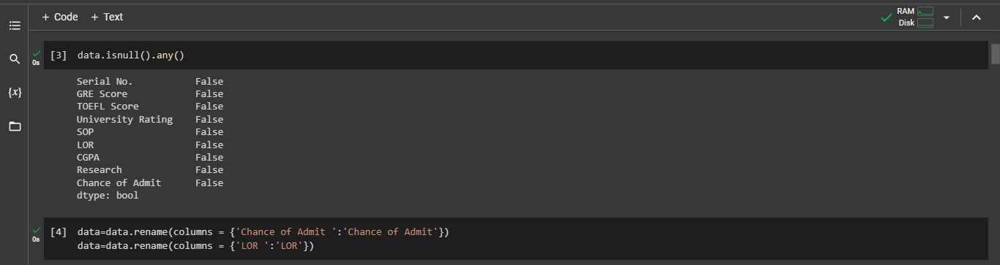 + Code + Text
RAM
Disk
[3] data.isnull().any()
0s
Serial No. False
GRE Score False
TOEFL Score False
University Rating False
SOP False
LOR False
CGPA False
Research False
Chance of Admit False
dtype: bool
[4] data=data.rename(columns = {'Chance of Admit ':'Chance of Admit'})
0s
data=data.rename(columns = {'LOR ':'LOR'})
{x}